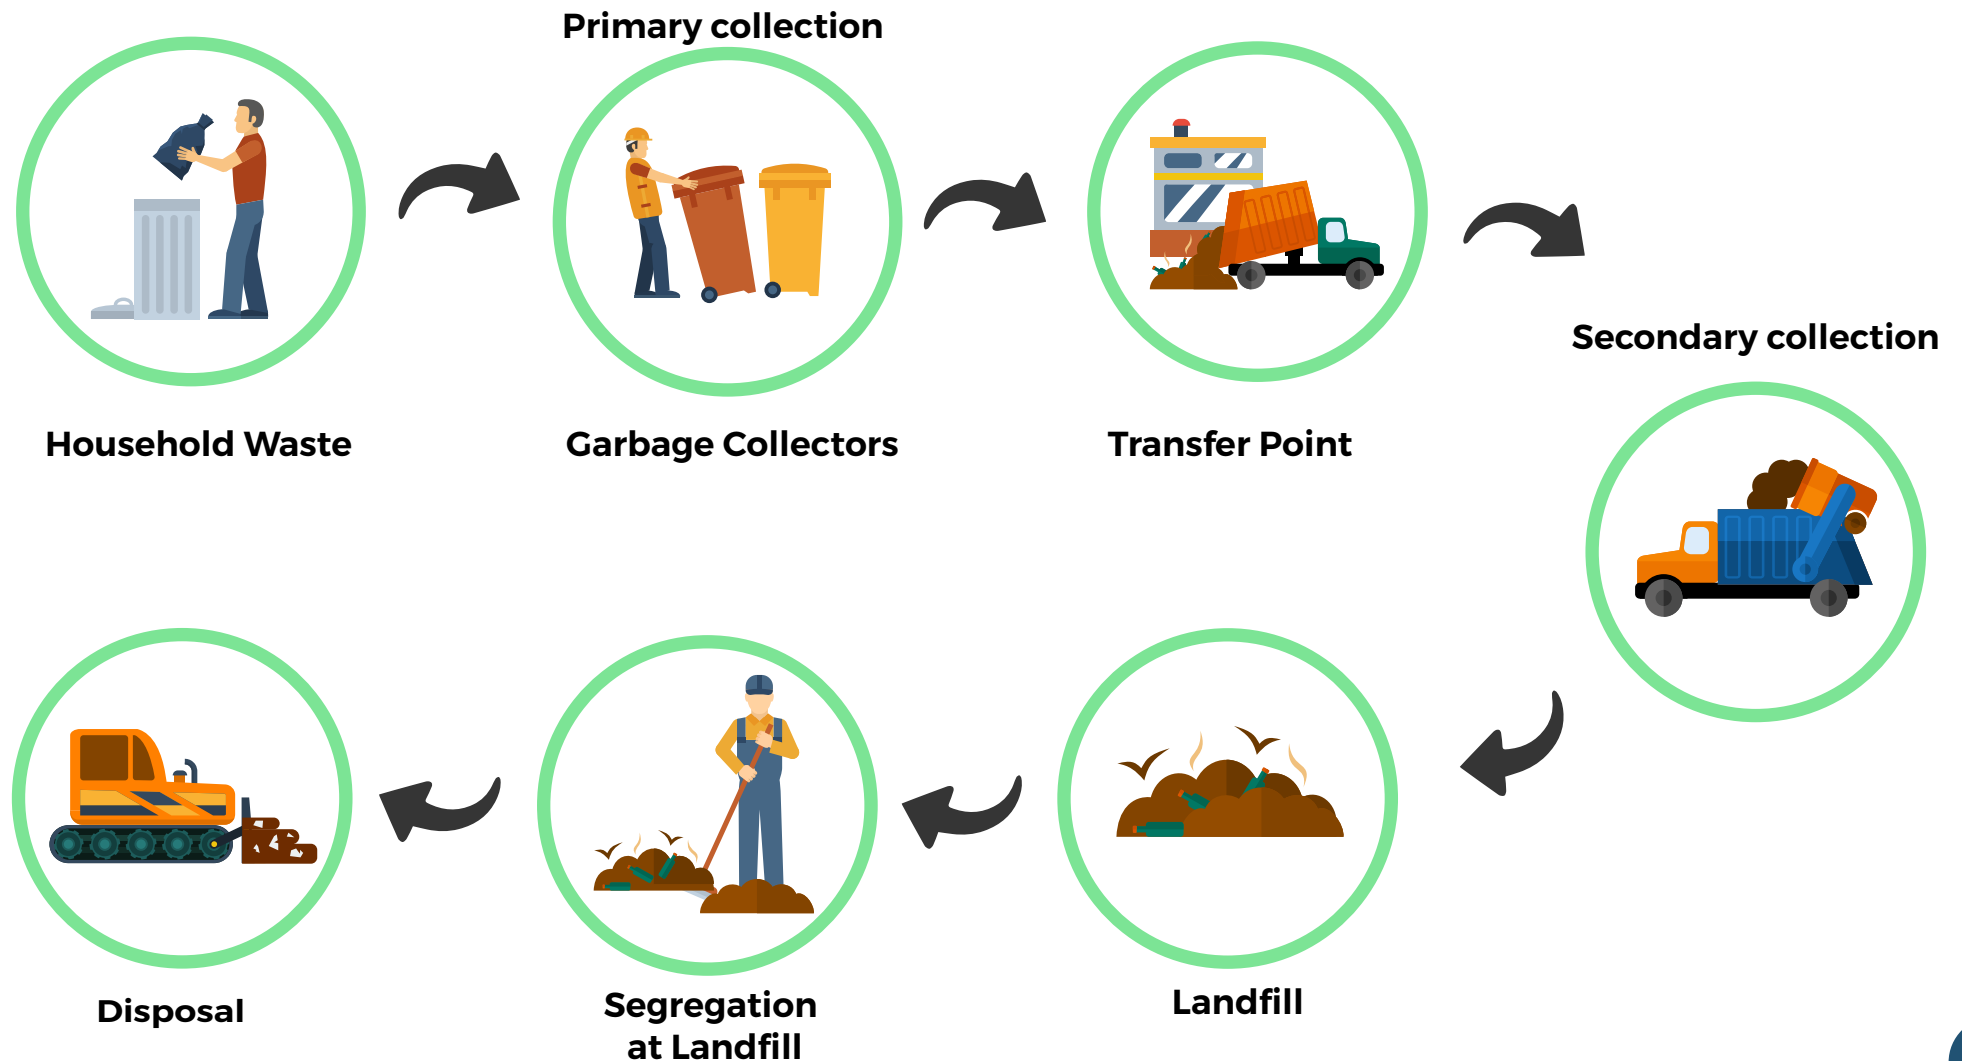 Primary collection
Household Waste
Garbage Collectors
Transfer Point
Secondary collection
Landfill
Segregation
at Landfill
Disposal